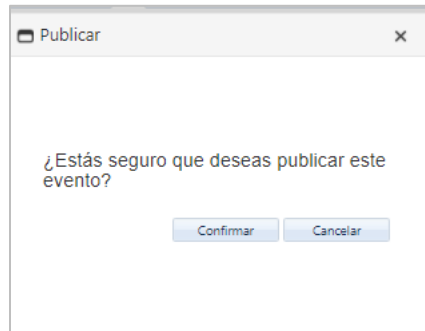 Publicar
¿Estás seguro que deseas publicar este
evento?
Confirmar Cancelar